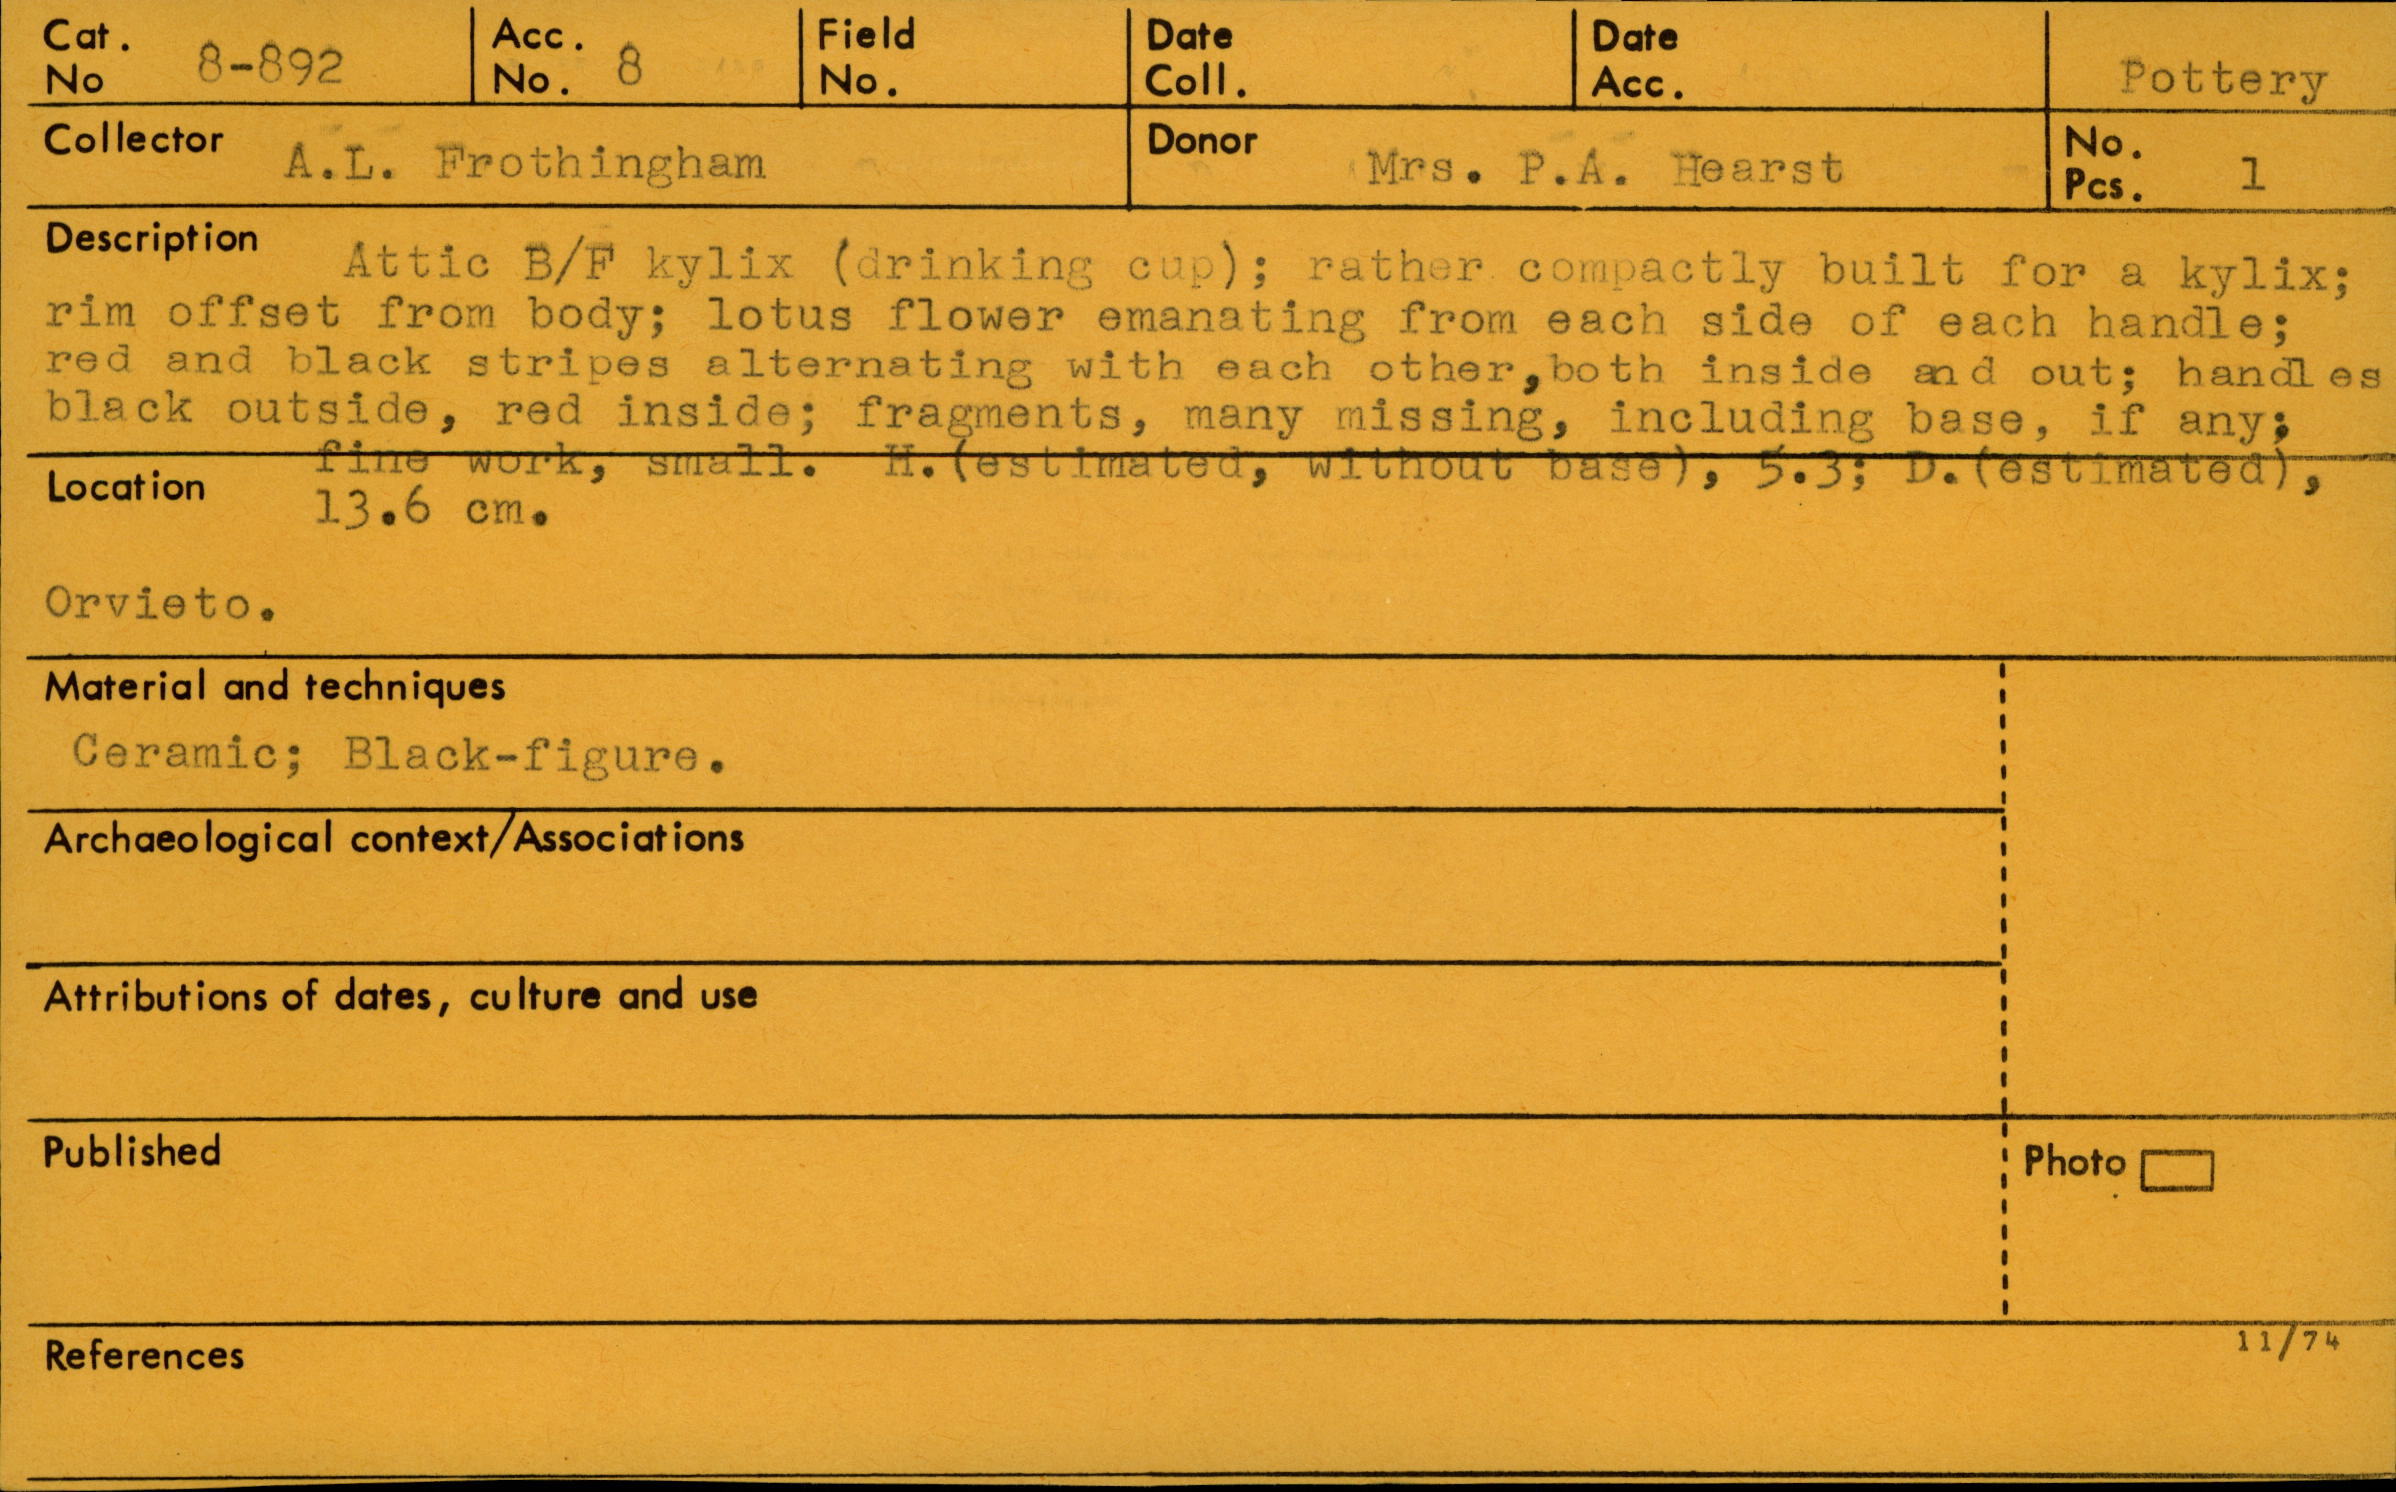 Cat. No 8-892 Acc. No. 8 Field No. Date Coll. Date Acc. Pottery
Collector A.L. Frothingham Donor Mrs. P.A. Hearst No. Pcs. 1
Description Attic B/F kylix (drinking cup); rather compactly built for a kylix;
rim offset from body; lotus flower emanating from each side of each handle;
red and black stripes alternating with each other,both inside and out; handles
black outside, red inside; fragments, many missing, including base, if any;
fine work, small. H.(estimated, without base), 5.3; D.(estimated),
Location 13.6 cm.
Orvieto.
Material and techniques
Ceramic; Black-figure.
Archaeological context/Associations
Attributions of dates, culture and use
Published
Photo
References
11/74